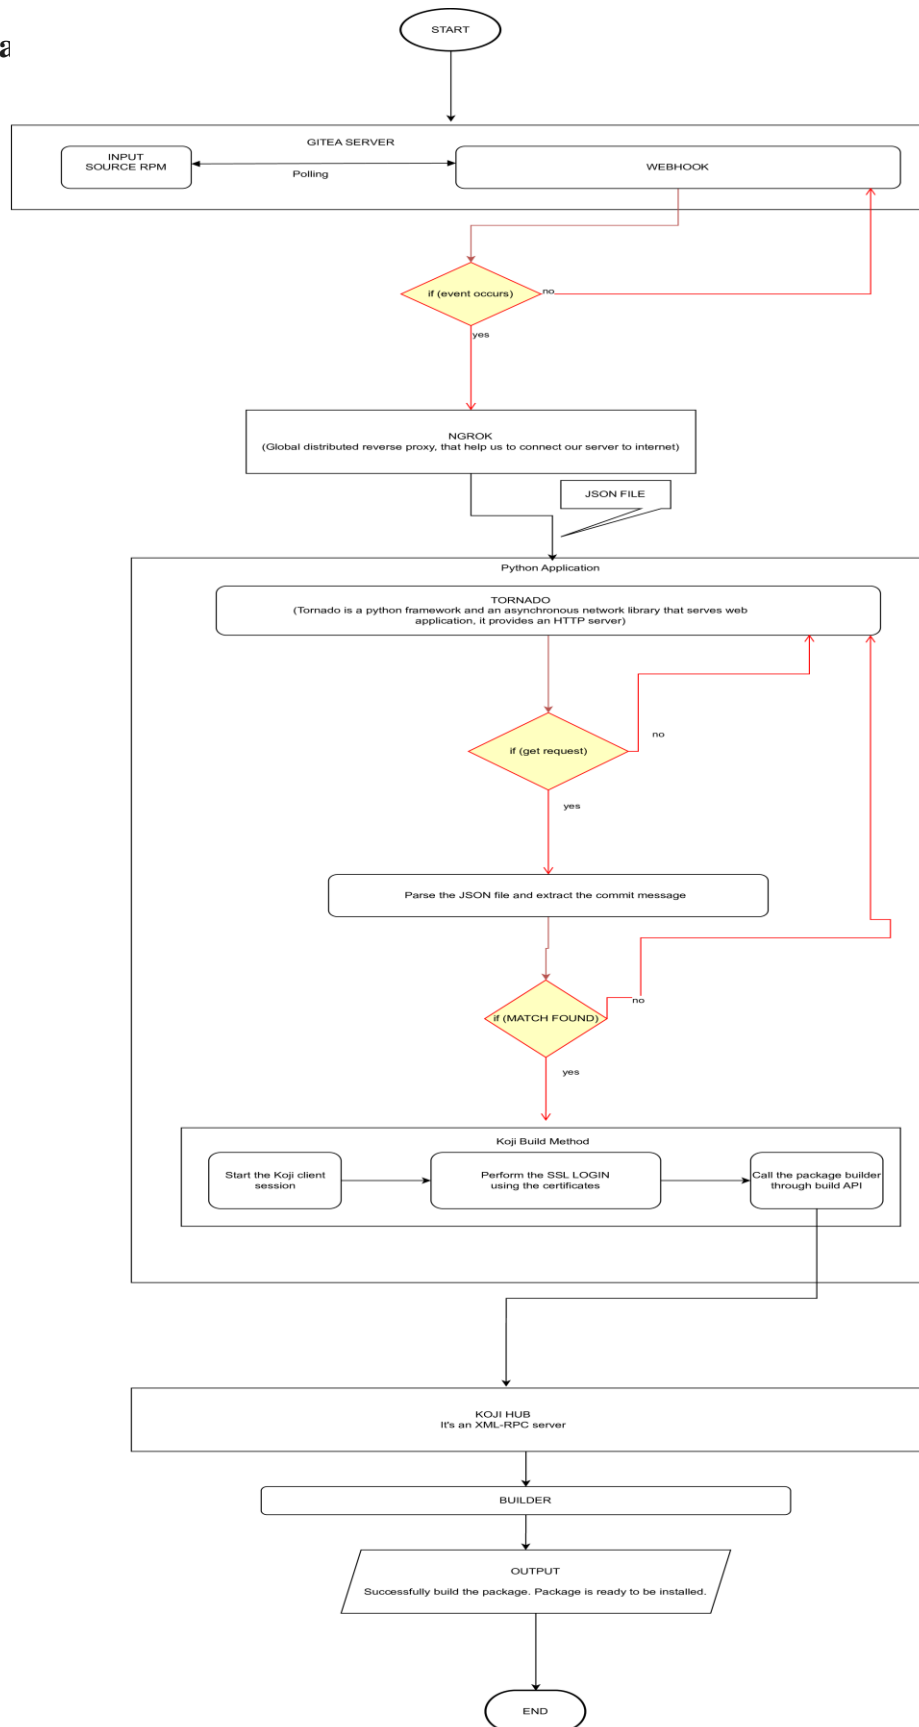 START
GITEA SERVER
INPUT
SOURCE RPM
Polling
WEBHOOK
if (event occurs)
no
yes
NGROK
(Global distributed reverse proxy, that help us to connect our server to internet)
JSON FILE
Python Application
TORNADO
(Tornado is a python framework and an asynchronous network library that serves web
application, it provides an HTTP server)
if (get request)
no
yes
Parse the JSON file and extract the commit message
if (MATCH FOUND)
no
yes
Koji Build Method
Start the Koji client
session
Perform the SSL LOGIN
using the certificates
Call the package builder
through build API
KOJI HUB
It's an XML-RPC server
BUILDER
OUTPUT
Successfully build the package. Package is ready to be installed.
END